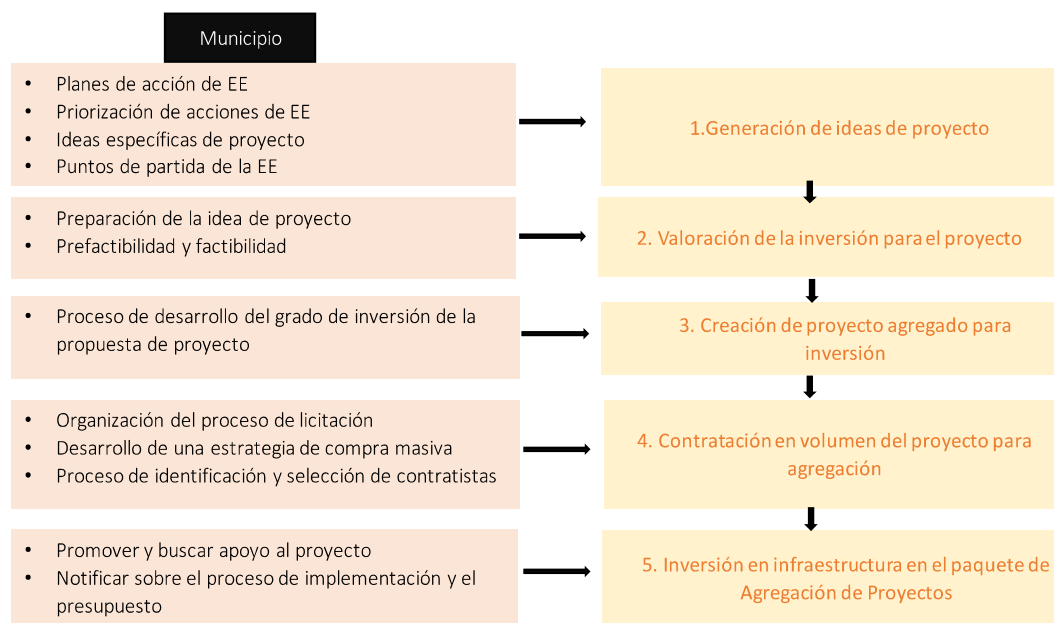 Municipio
• Planes de acción de EE
• Priorización de acciones de EE
• Ideas específicas de proyecto
• Puntos de partida de la EE
1.Generación de ideas de proyecto
• Preparación de la idea de proyecto
• Prefactibilidad y factibilidad
2. Valoración de la inversión para el proyecto
• Proceso de desarrollo del grado de inversión de la
propuesta de proyecto
3. Creación de proyecto agregado para
inversión
• Organización del proceso de licitación
• Desarrollo de una estrategia de compra masiva
• Proceso de identificación y selección de contratistas
4. Contratación en volumen del proyecto para
agregación
• Promover y buscar apoyo al proyecto
• Notificar sobre el proceso de implementación y el
presupuesto
5. Inversión en infraestructura en el paquete de
Agregación de Proyectos